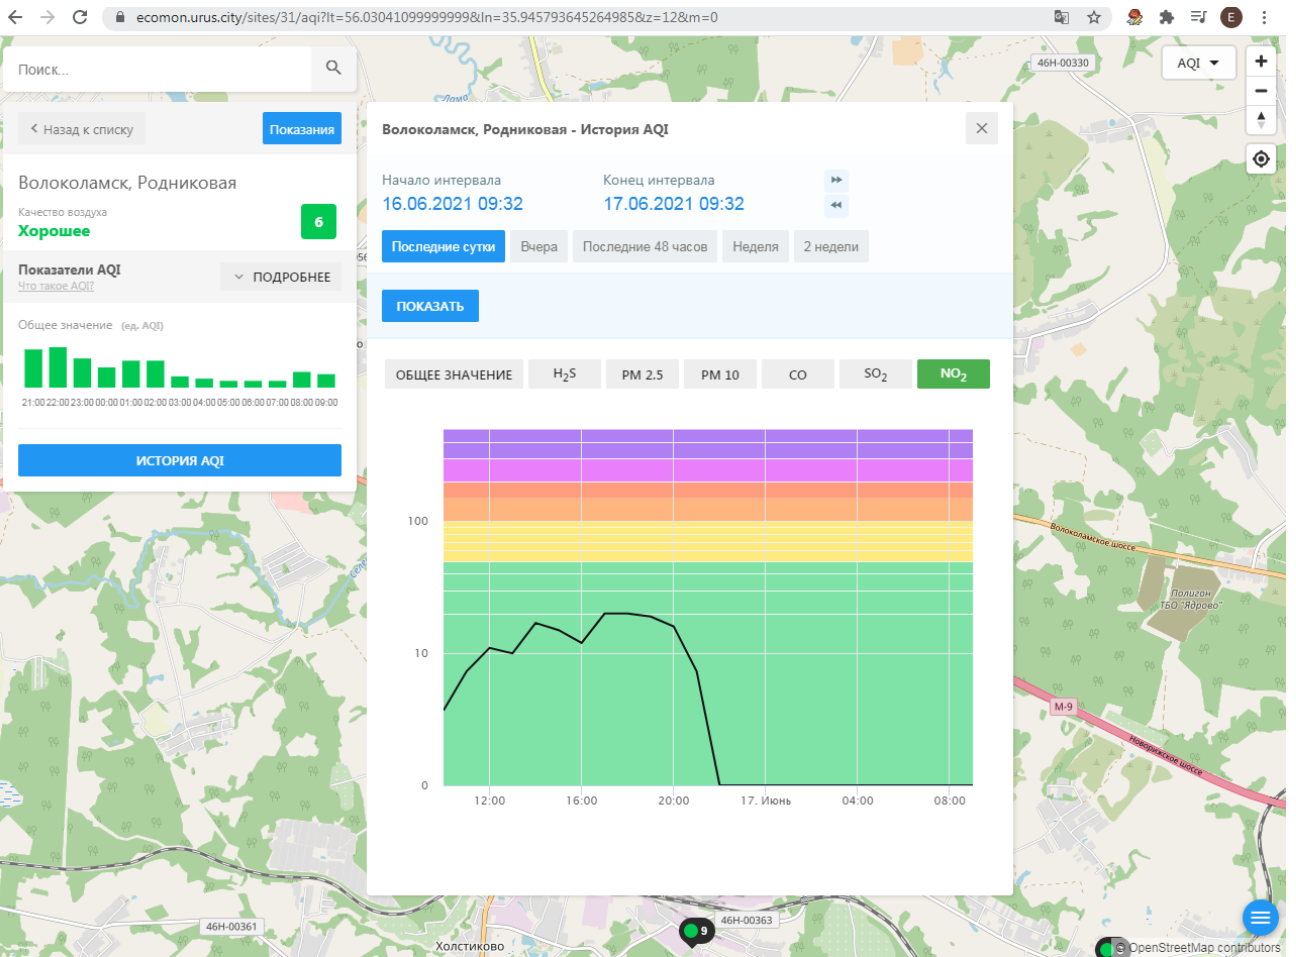 ecomon.urus.city/sites/31/aqi?lt=56.03041099999999&ln=35.945793645264985&z=12&m=0
E
Поиск...
46Н-00330
AQI
Лама
Назад к списку
Показания
Волоколамск, Родниковая - История AQI
Волоколамск, Родниковая
Качество воздуха
Хорошее
6
Начало интервала
Конец интервала
16.06.2021 09:32
17.06.2021 09:32
Последние сутки
Вчера
Последние 48 часов
Неделя
2 недели
Показатели AQI
Что такое AQI?
ПОДРОБНЕЕ
ПОКАЗАТЬ
Общее значение (ед. AQI)
21:00 22:00 23:00 00:00 01:00 02:00 03:00 04:00 05:00 06:00 07:00 08:00 09:00
ИСТОРИЯ AQI
ОБЩЕЕ ЗНАЧЕНИЕ
H2S
PM 2.5
PM 10
CO
SO2
NO2
100
10
0
12:00
16:00
20:00
17. Июнь
04:00
08:00
Волоколамское шоссе
Полигон
ТБО "Ядрово"
М-9
Новорижское шоссе
46Н-00361
46Н-00363
9
Холстиково
© OpenStreetMap contributors